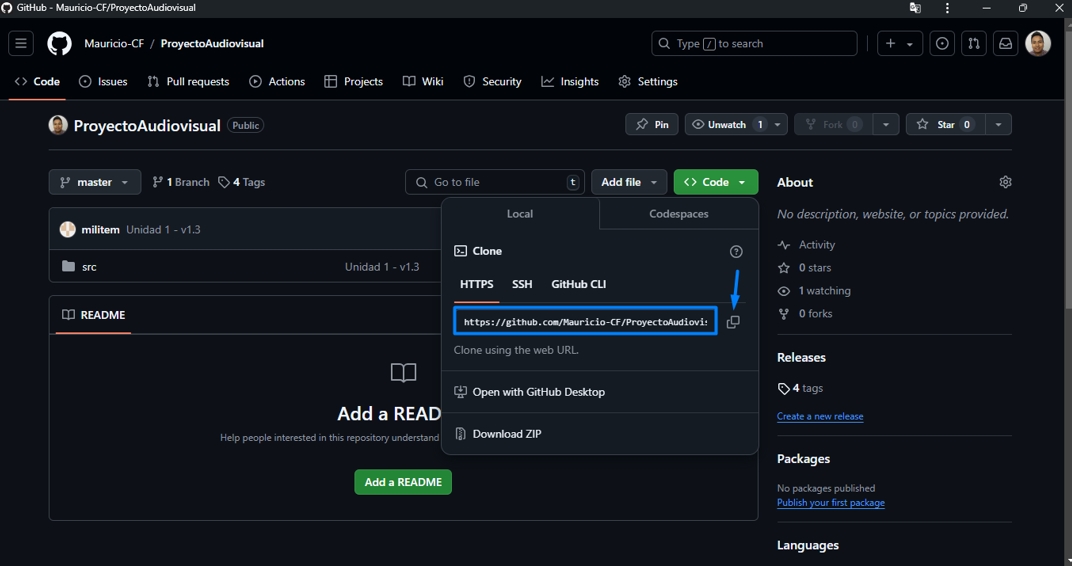 GitHub - Mauricio-CF/ProyectoAudiovisual
Mauricio-CF / ProyectoAudiovisual
Type / to search
Code Issues Pull requests Actions Projects Wiki Security Insights Settings
ProyectoAudiovisual Public
Pin Unwatch 1 Fork 0 Star 0
master 1 Branch 4 Tags Go to file t Add file Code
militem Unidad 1 - v1.3
src Unidad 1 - v1.3
README
Add a READ
Help people interested in this repository understand
Add a README
Local Codespaces
Clone
HTTPS SSH GitHub CLI
https://github.com/Mauricio-CF/ProyectoAudiovi
Clone using the web URL.
Open with GitHub Desktop
Download ZIP
About
No description, website, or topics provided.
Activity
0 stars
1 watching
0 forks
Releases
4 tags
Create a new release
Packages
No packages published
Publish your first package
Languages